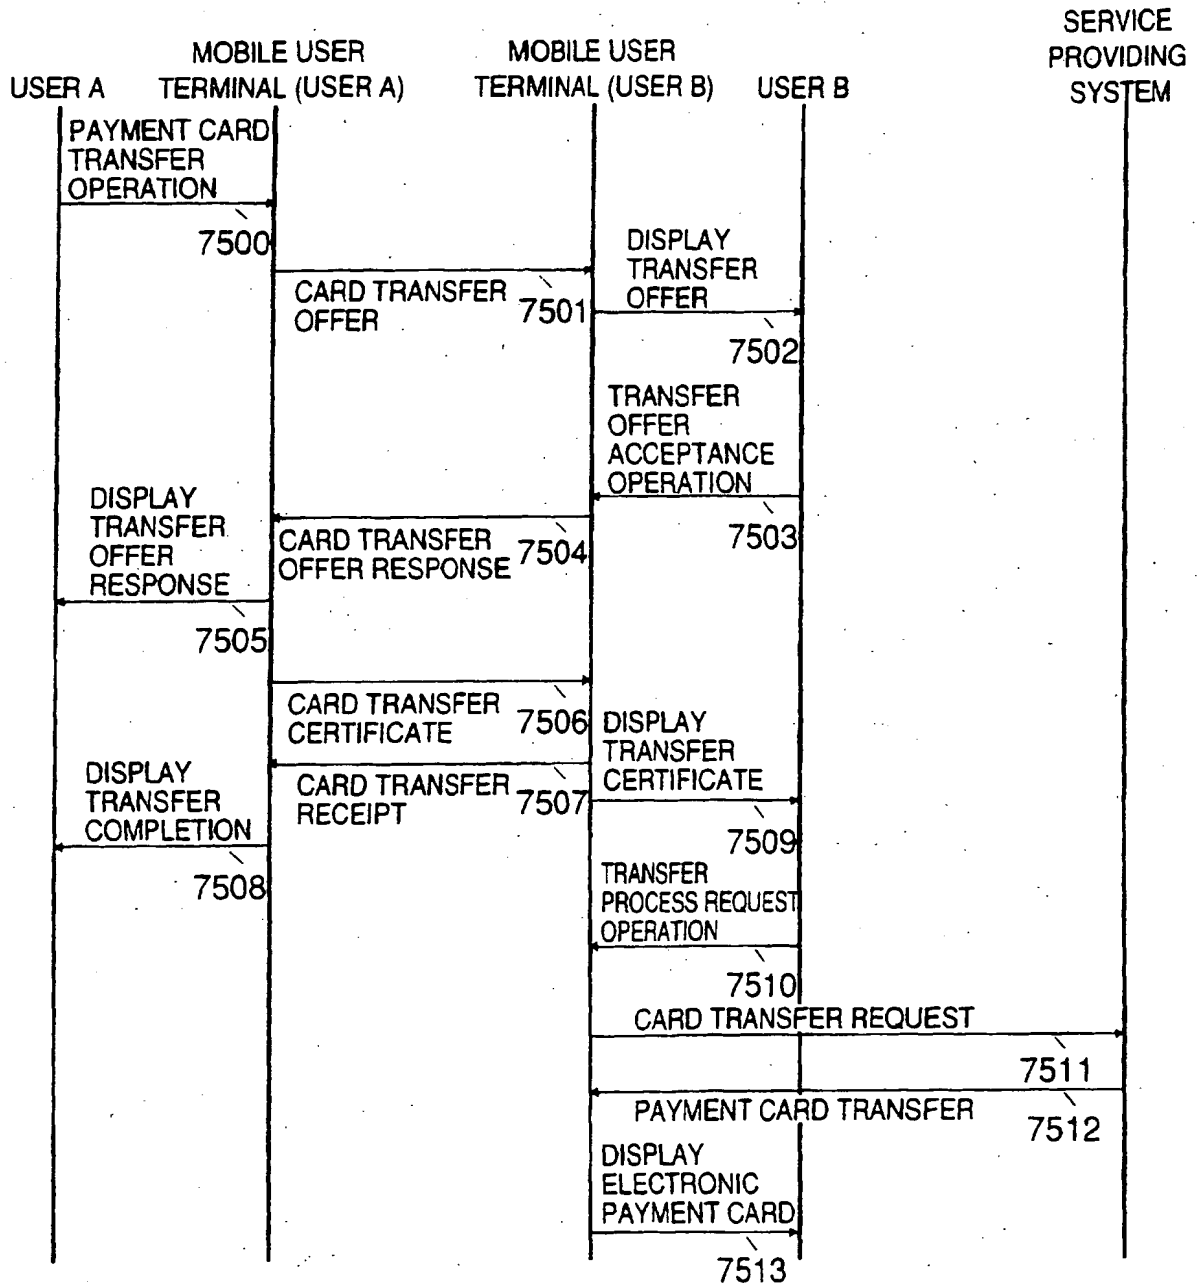 SERVICE
PROVIDING
SYSTEM
MOBILE USER
TERMINAL (USER A)
MOBILE USER
TERMINAL (USER B)
USER A
USER B
PAYMENT CARD
TRANSFER
OPERATION
7500
CARD TRANSFER
OFFER
7501
DISPLAY
TRANSFER
OFFER
7502
TRANSFER
OFFER
ACCEPTANCE
OPERATION
7503
CARD TRANSFER
OFFER RESPONSE
7504
DISPLAY
TRANSFER
OFFER
RESPONSE
7505
CARD TRANSFER
CERTIFICATE
7506
CARD TRANSFER
RECEIPT
7507
DISPLAY
TRANSFER
COMPLETION
7508
DISPLAY
TRANSFER
CERTIFICATE
7509
TRANSFER
PROCESS REQUEST
OPERATION
7510
CARD TRANSFER REQUEST
7511
PAYMENT CARD TRANSFER
7512
DISPLAY
ELECTRONIC
PAYMENT CARD
7513